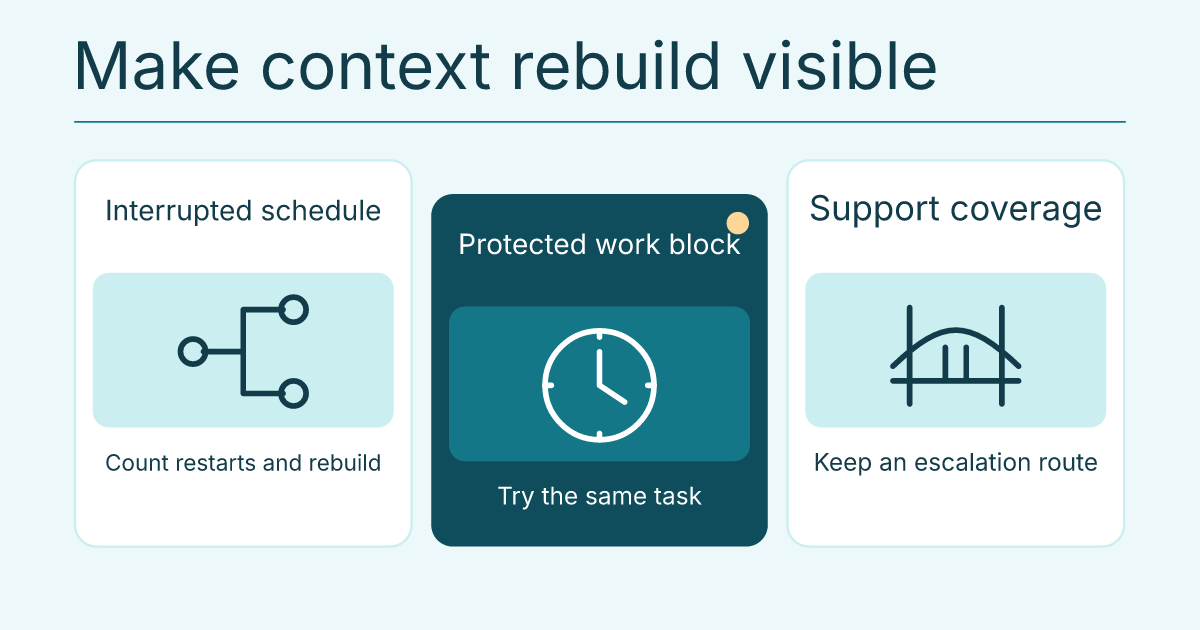 Make context rebuild visible
Interrupted schedule
Count restarts and rebuild
Protected work block
Try the same task
Support coverage
Keep an escalation route